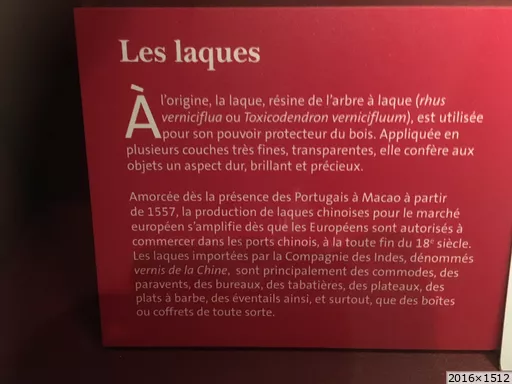 Les laques
À l'origine, la laque, résine de l'arbre à laque (rhus
verniciflua ou Toxicodendron vernicifluum), est utilisée
pour son pouvoir protecteur du bois. Appliquée en
plusieurs couches très fines, transparentes, elle confère aux
objets un aspect dur, brillant et précieux.
Amorcée dès la présence des Portugais à Macao à partir
de 1557, la production de laques chinoises pour le marché
européen s'amplifie dès que les Européens sont autorisés à
commercer dans les ports chinois, à la toute fin du 18e siècle.
Les laques importées par la Compagnie des Indes, dénommés
vernis de la Chine, sont principalement des commodes, des
paravents, des bureaux, des tabatières, des plateaux, des
plats à barbe, des éventails ainsi, et surtout, que des boîtes
ou coffrets de toute sorte.
2016×1512